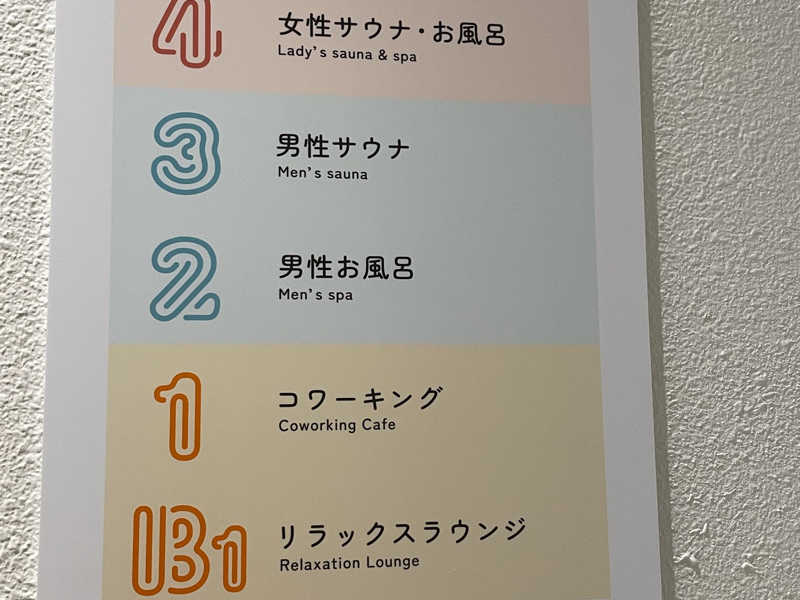 4
女性サウナ・お風呂
Lady's sauna & spa
3
男性サウナ
Men's sauna
2
男性お風呂
Men's spa
1
コワーキング
Coworking Cafe
B1
リラックスラウンジ
Relaxation Lounge